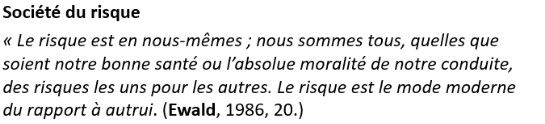 Société du risque
« Le risque est en nous-mêmes ; nous sommes tous, quelles que
soient notre bonne santé ou l’absolue moralité de notre conduite,
des risques les uns pour les autres. Le risque est le mode moderne
du rapport à autrui. (Ewald, 1986, 20.)